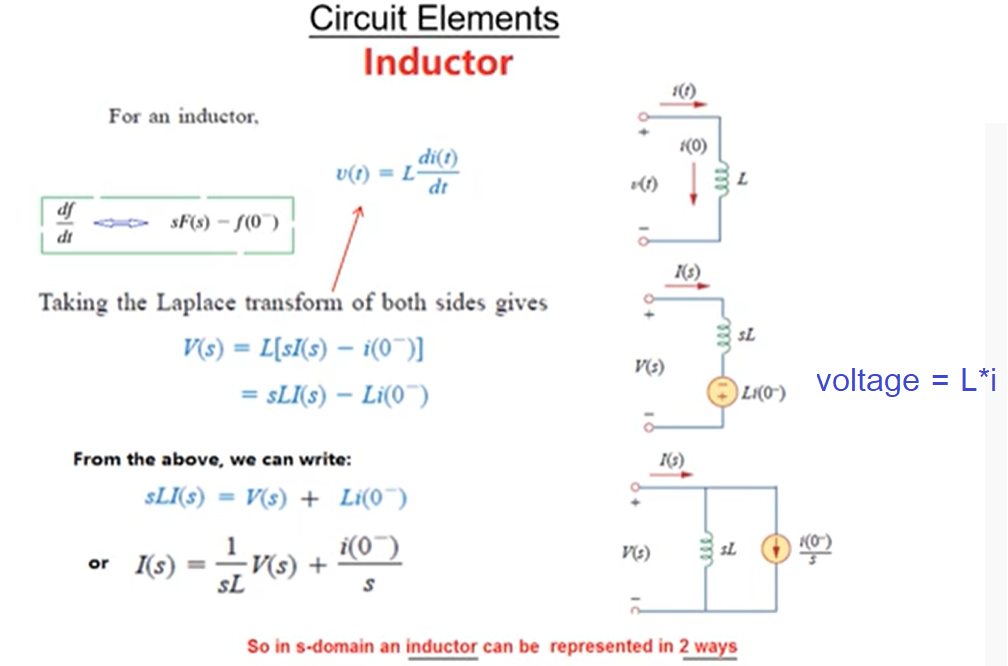 Circuit Elements
Inductor
For an inductor,
v(t) = L di(t)/dt
df/dt ⟺ sF(s) − f(0⁻)
Taking the Laplace transform of both sides gives
V(s) = L[sI(s) − i(0⁻)]
= sLI(s) − Li(0⁻)
From the above, we can write:
sLI(s) = V(s) + Li(0⁻)
or I(s) = 1/sL V(s) + i(0⁻)/s
i(t)
+
i(0)
v(t)
L
−
I(s)
+
sL
V(s)
− +
Li(0⁻)
−
voltage = L*i
I(s)
+
V(s)
sL
i(0⁻)/s
−
So in s-domain an inductor can be represented in 2 ways